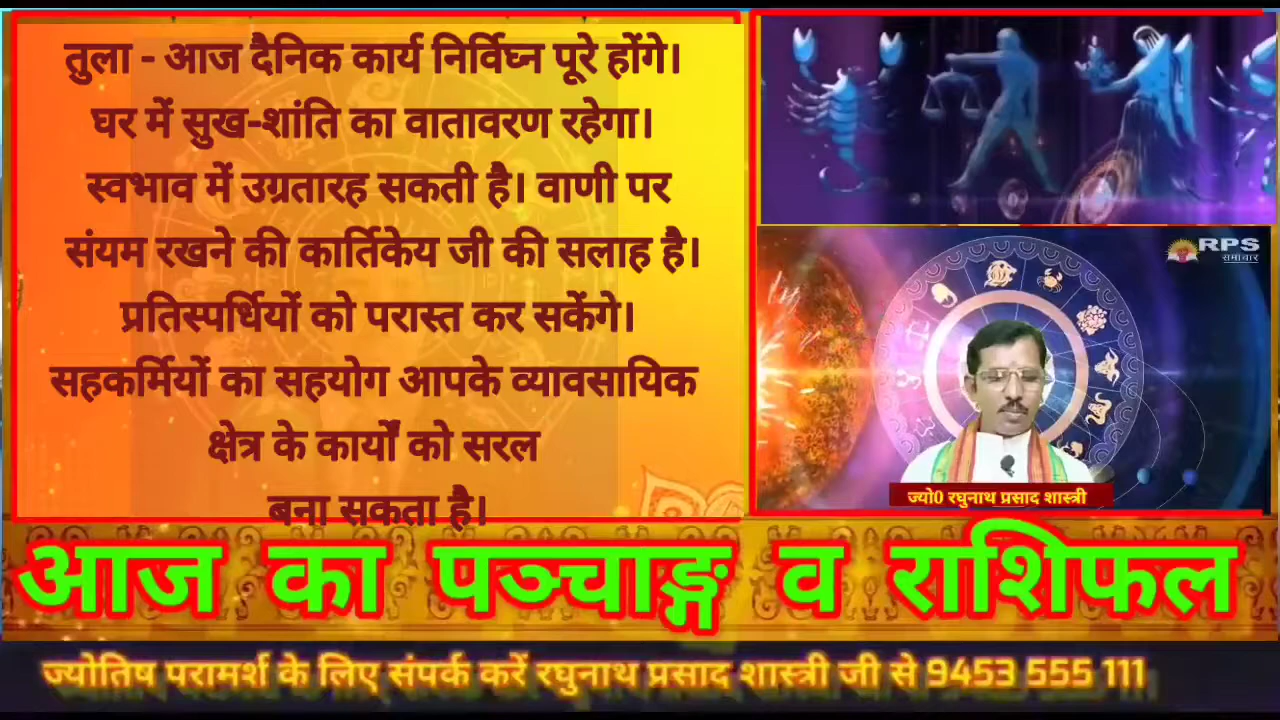 तुला - आज दैनिक कार्य निर्विघ्न पूरे होंगे।
घर में सुख-शांति का वातावरण रहेगा।
स्वभाव में उग्रतारह सकती है। वाणी पर
संयम रखने की कार्तिकेय जी की सलाह है।
प्रतिस्पर्धियों को परास्त कर सकेंगे।
सहकर्मियों का सहयोग आपके व्यावसायिक
क्षेत्र के कार्यों को सरल
बना सकता है।
RPS
समाचार
ज्यो0 रघुनाथ प्रसाद शास्त्री
आज का पञ्चाङ्ग व राशिफल
ज्योतिष परामर्श के लिए संपर्क करें रघुनाथ प्रसाद शास्त्री जी से 9453 555 111